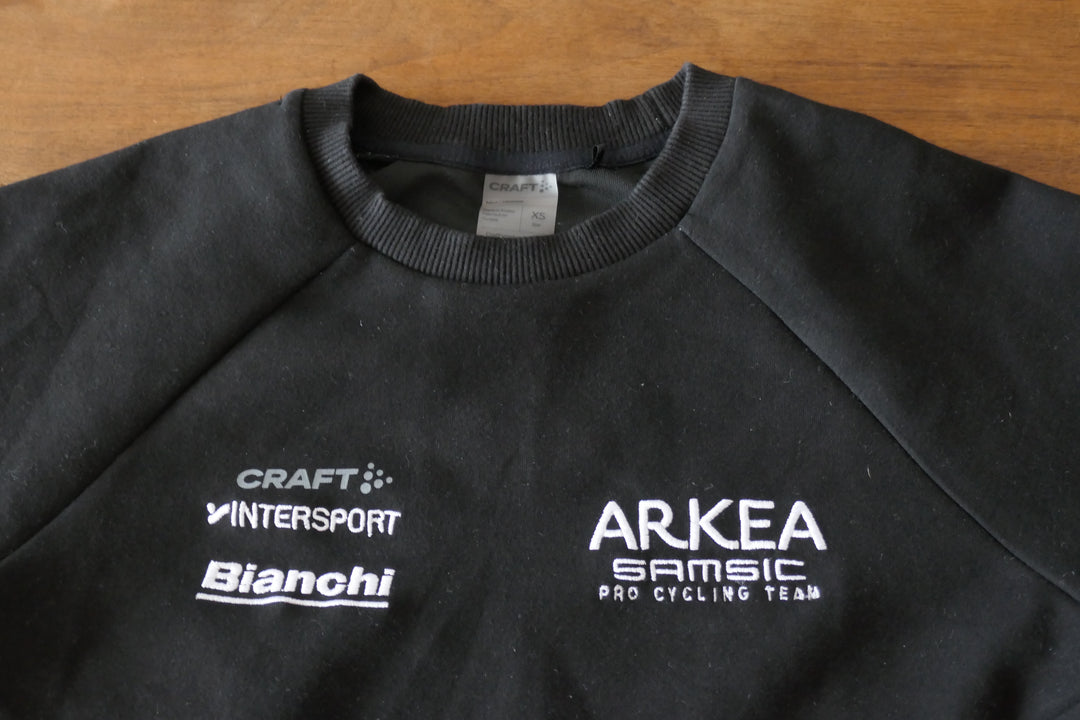 CRAFT
XS
CRAFT
INTERSPORT
Bianchi
ARKEA
SAMSIC
PRO CYCLING TEAM